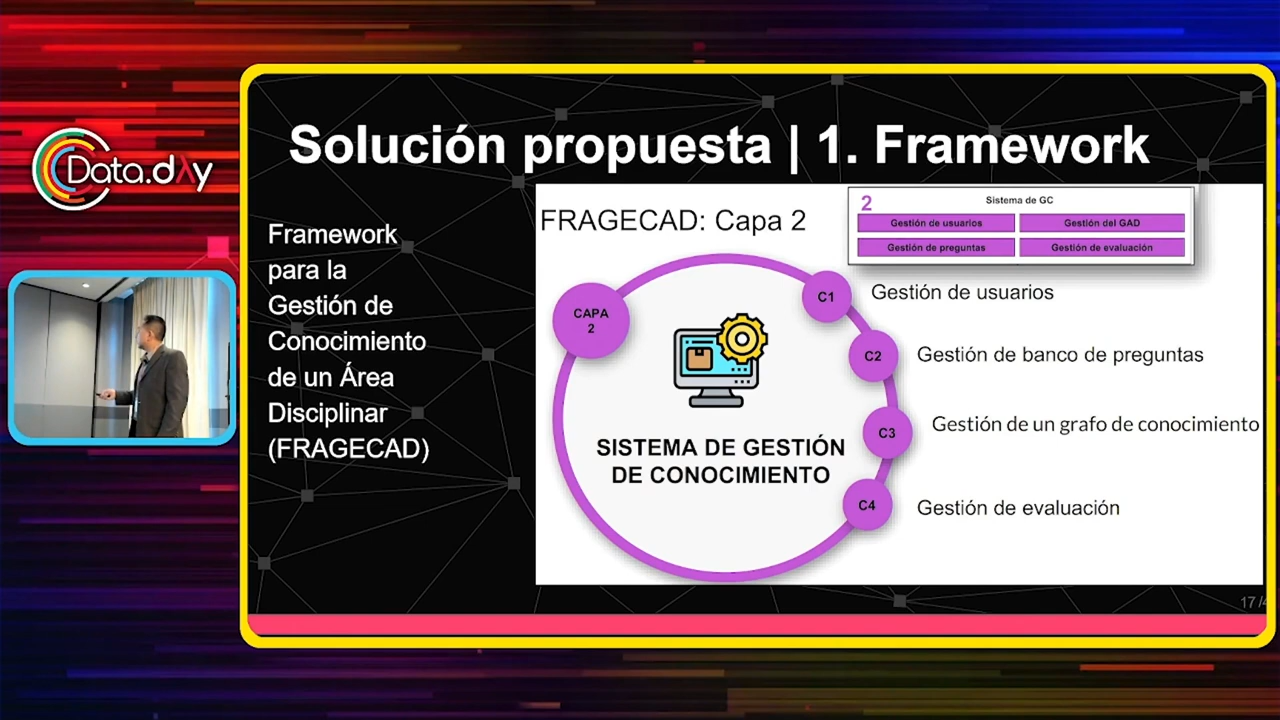 Data.dAy
Solución propuesta | 1. Framework
Framework
para la
Gestión de
Conocimiento
de un Área
Disciplinar
(FRAGECAD)
FRAGECAD: Capa 2
2
Sistema de GC
Gestión de usuarios
Gestión del GAD
Gestión de preguntas
Gestión de evaluación
CAPA
2
SISTEMA DE GESTIÓN
DE CONOCIMIENTO
C1
Gestión de usuarios
C2
Gestión de banco de preguntas
C3
Gestión de un grafo de conocimiento
C4
Gestión de evaluación
17